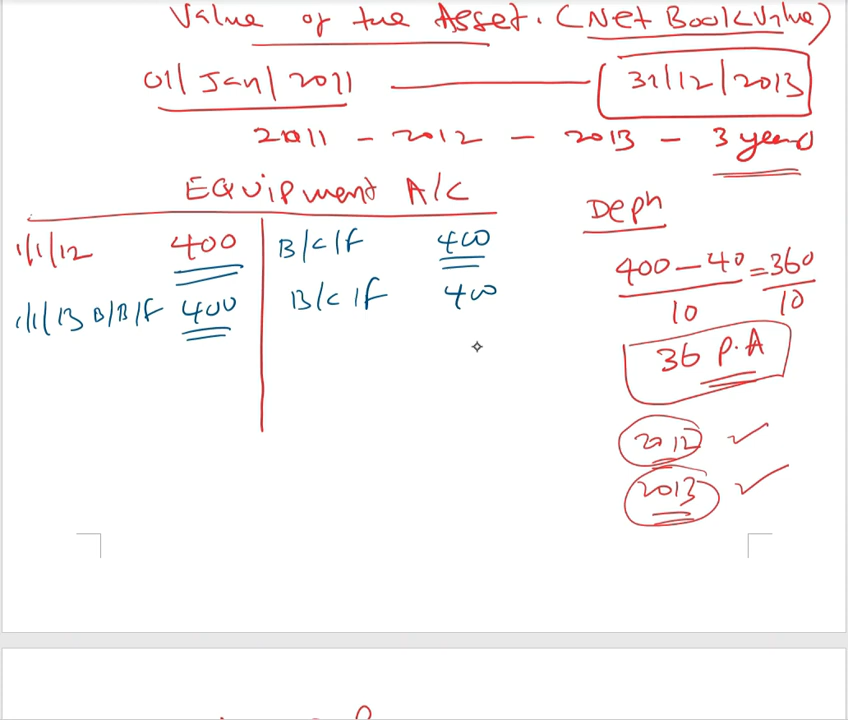 Value of the Asset. (Net Book Value)
01/Jan/2011 31/12/2013
2011 - 2012 - 2013 - 3 years
EQuipment A/C
Deph
1/1/12 400 B/C/f 400
400 - 40 = 360
10 10
1/1/13 B/B/f 400 B/C/f 400
36 P.A
2012 ✓
2013 ✓